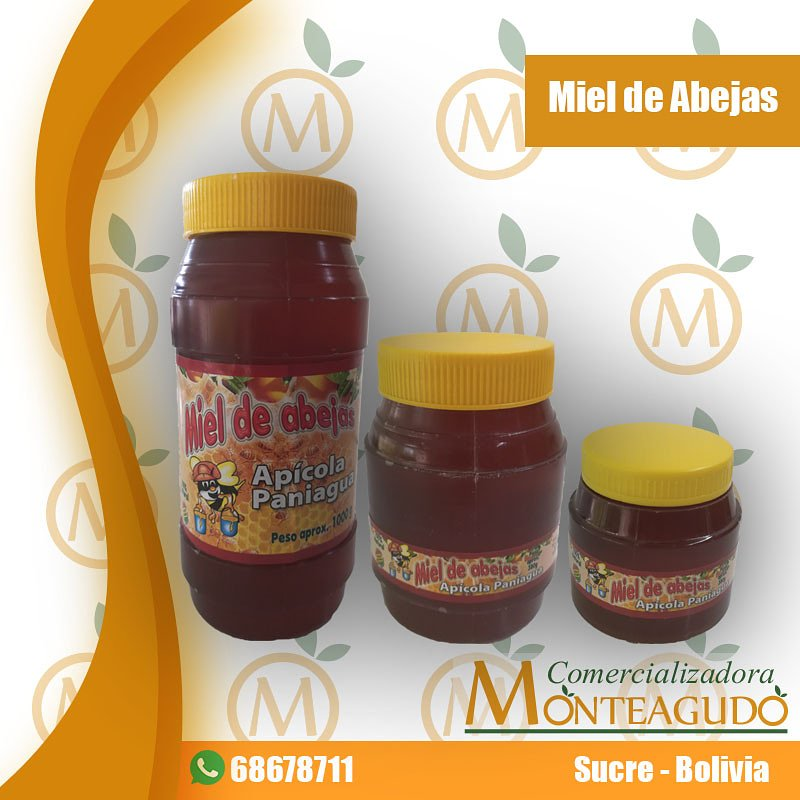 Miel de Abejas
Miel de abejas
Apícola
Paniagua
Peso aprox.. 1000
Miel de abejas
Apícola Paniagua
Miel de abejas
Apícola Paniagua
Comercializadora
MONTEAGUDO
68678711
Sucre - Bolivia
M
M
M
M
M
M
M
M
M
M